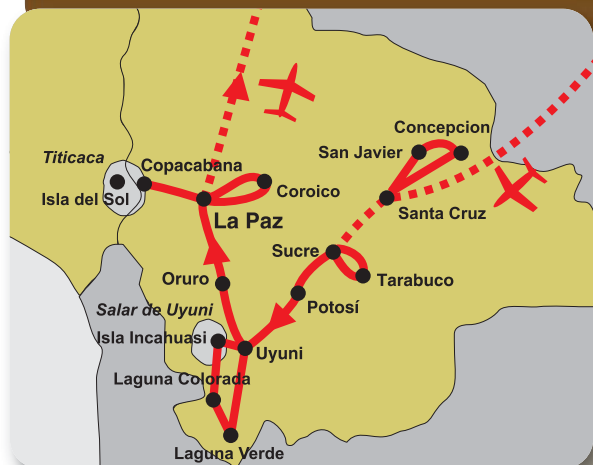 Concepcion
San Javier
Titicaca
Copacabana
Isla del Sol
Coroico
Santa Cruz
La Paz
Sucre
Oruro
Tarabuco
Salar de Uyuni
Potosí
Isla Incahuasi
Uyuni
Laguna Colorada
Laguna Verde